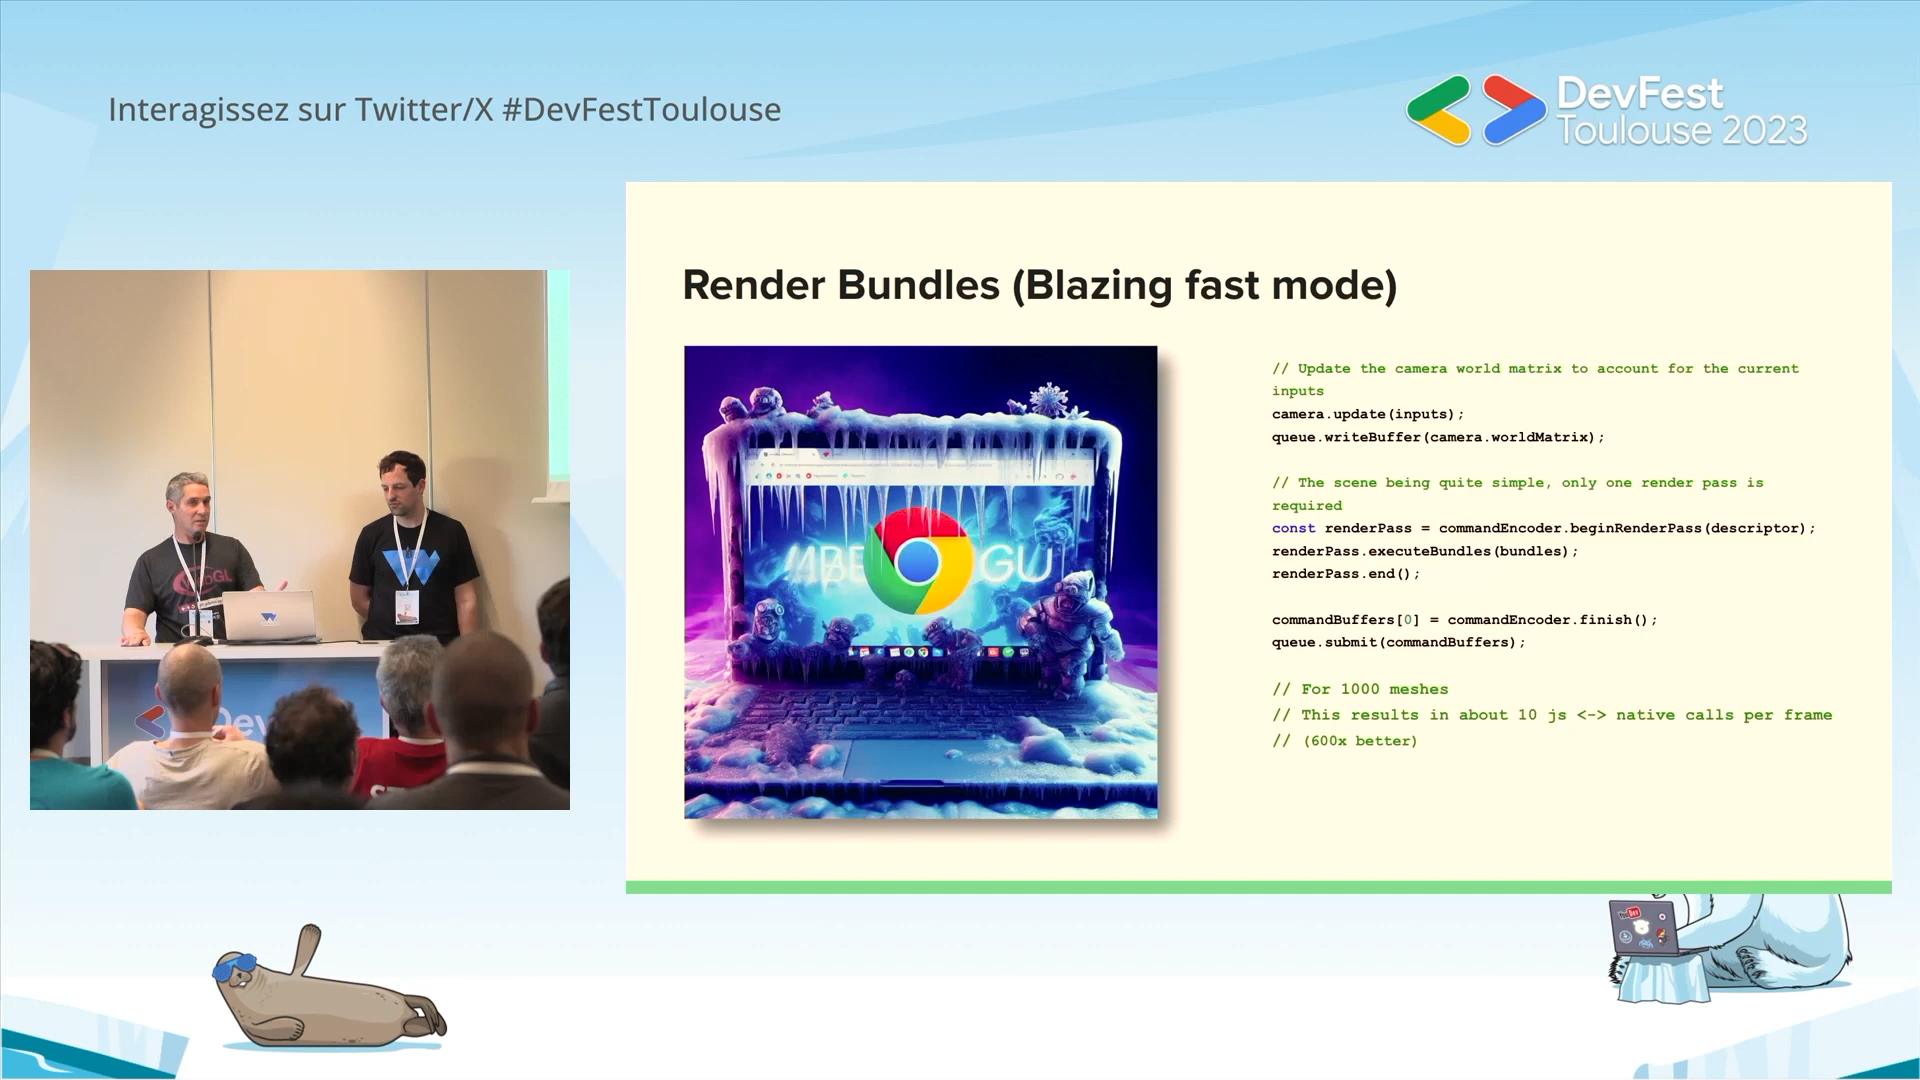 Interagissez sur Twitter/X #DevFestToulouse
DevFest
Toulouse 2023
Render Bundles (Blazing fast mode)
// Update the camera world matrix to account for the current
inputs
camera.update(inputs);
queue.writeBuffer(camera.worldMatrix);
// The scene being quite simple, only one render pass is
required
const renderPass = commandEncoder.beginRenderPass(descriptor);
renderPass.executeBundles(bundles);
renderPass.end();
commandBuffers[0] = commandEncoder.finish();
queue.submit(commandBuffers);
// For 1000 meshes
// This results in about 10 js <-> native calls per frame
// (600x better)
GU
Dev